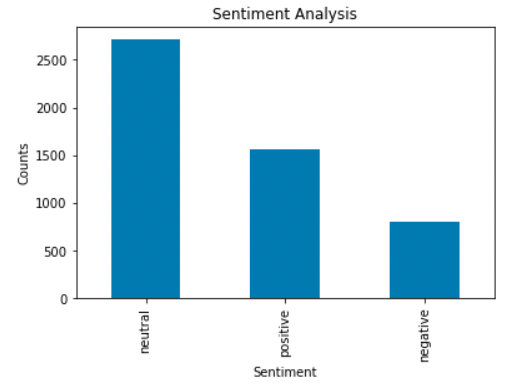 Sentiment Analysis
Counts
2500
2000
1500
1000
500
0
neutral
positive
negative
Sentiment